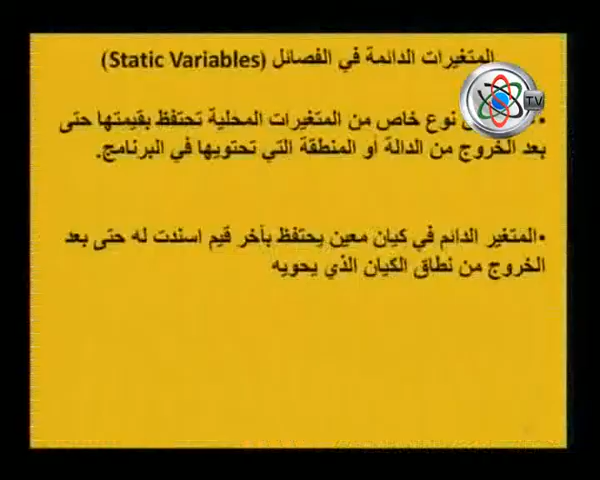 المتغيرات الدائمة في الفصائل (Static Variables)
نوع خاص من المتغيرات المحلية تحتفظ بقيمتها حتى
بعد الخروج من الدالة أو المنطقة التي تحتويها في البرنامج.
•المتغير الدائم في كيان معين يحتفظ بأخر قيم اسندت له حتى بعد
الخروج من نطاق الكيان الذي يحويه
TV